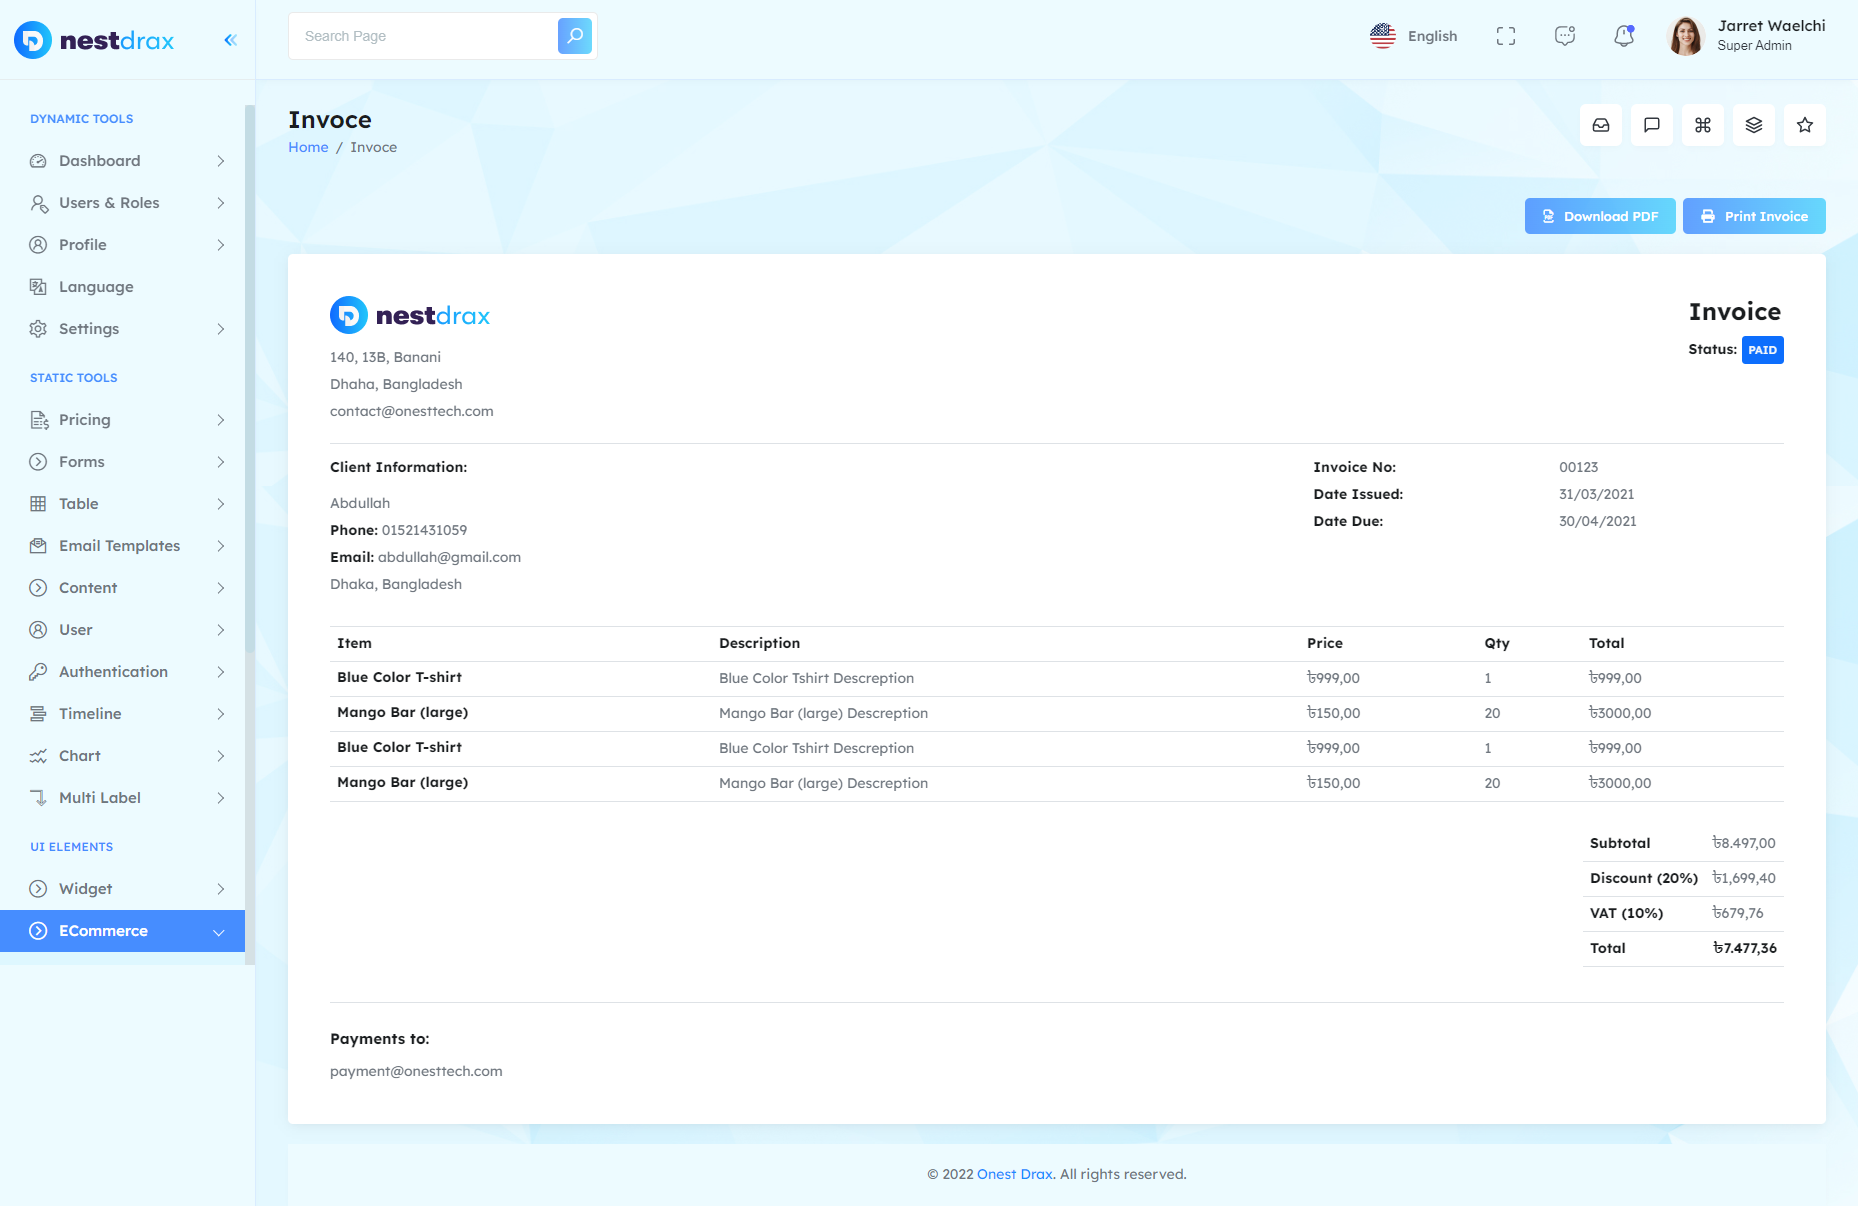 nestdrax
Search Page
English
Jarret Waelchi
Super Admin
DYNAMIC TOOLS
Dashboard
Users & Roles
Profile
Language
Settings
STATIC TOOLS
Pricing
Forms
Table
Email Templates
Content
User
Authentication
Timeline
Chart
Multi Label
UI ELEMENTS
Widget
ECommerce
Invoce
Home / Invoce
Download PDF
Print Invoice
nestdrax
140, 13B, Banani
Dhaha, Bangladesh
contact@onesttech.com
Invoice
Status: PAID
Client Information:
Abdullah
Phone: 01521431059
Email: abdullah@gmail.com
Dhaka, Bangladesh
Invoice No: 00123
Date Issued: 31/03/2021
Date Due: 30/04/2021
Item Description Price Qty Total
Blue Color T-shirt Blue Color Tshirt Descreption ৳999,00 1 ৳999,00
Mango Bar (large) Mango Bar (large) Descreption ৳150,00 20 ৳3000,00
Blue Color T-shirt Blue Color Tshirt Descreption ৳999,00 1 ৳999,00
Mango Bar (large) Mango Bar (large) Descreption ৳150,00 20 ৳3000,00
Subtotal ৳8.497,00
Discount (20%) ৳1,699,40
VAT (10%) ৳679,76
Total ৳7.477,36
Payments to:
payment@onesttech.com
© 2022 Onest Drax. All rights reserved.